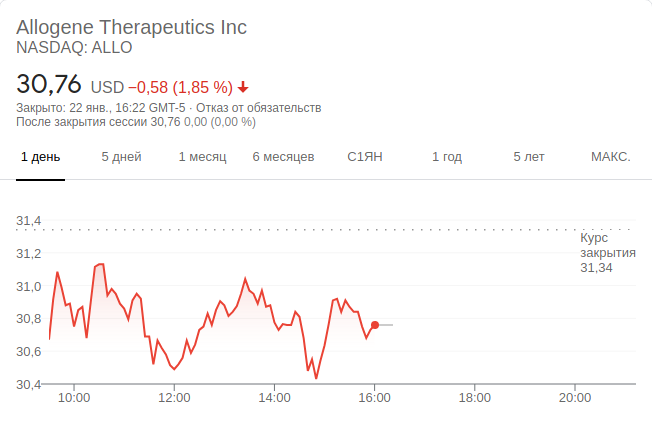 Allogene Therapeutics Inc
NASDAQ: ALLO
30,76 USD −0,58 (1,85 %)
Закрыто: 22 янв., 16:22 GMT-5 · Отказ от обязательств
После закрытия сессии 30,76 0,00 (0,00 %)
1 день 5 дней 1 месяц 6 месяцев С1ЯН 1 год 5 лет МАКС.
31,4
Курс
закрытия
31,34
31,2
31,0
30,8
30,6
30,4
10:00 12:00 14:00 16:00 18:00 20:00